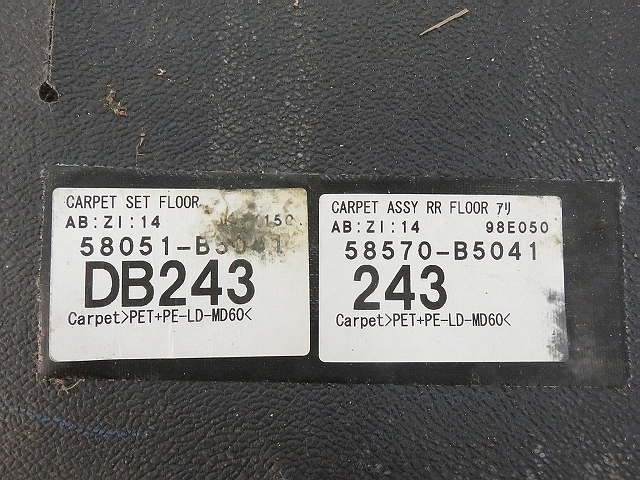 CARPET SET FLOOR
AB:ZI:14
58051-B5041
DB243
Carpet>PET+PE-LD-MD60<
CARPET ASSY RR FLOOR ｱﾘ
AB:ZI:14 98E050
58570-B5041
243
Carpet>PET+PE-LD-MD60<